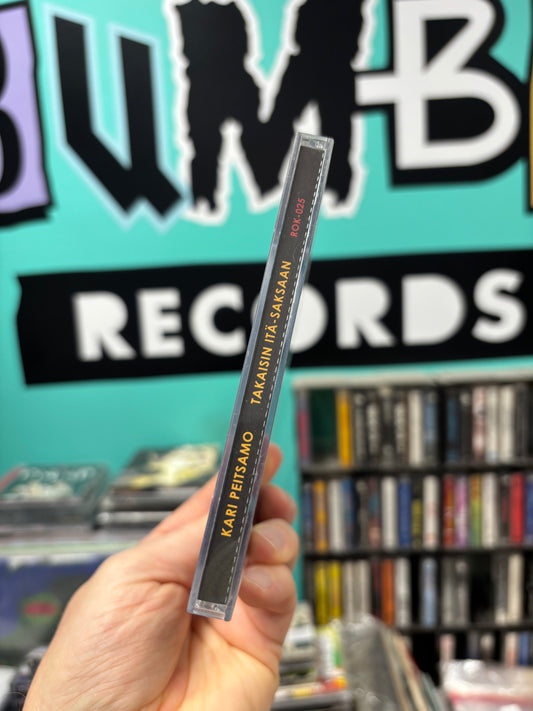 RECORDS
KARI PEITSAMO TAKAISIN ITÄ-SAKSAAN ROK-025